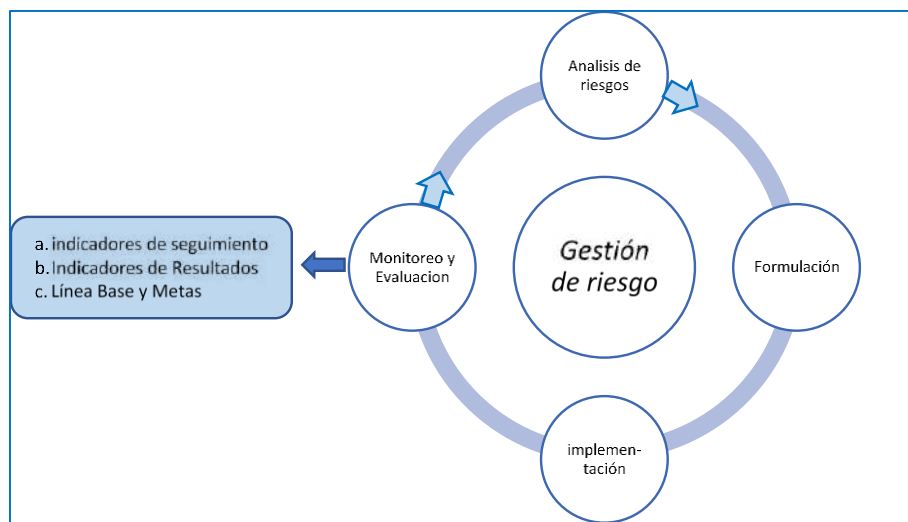 Analisis de
riesgos
a. indicadores de seguimiento
b. Indicadores de Resultados
c. Línea Base y Metas
Monitoreo y
Evaluacion
Gestión
de riesgo
Formulación
implemen-
tación